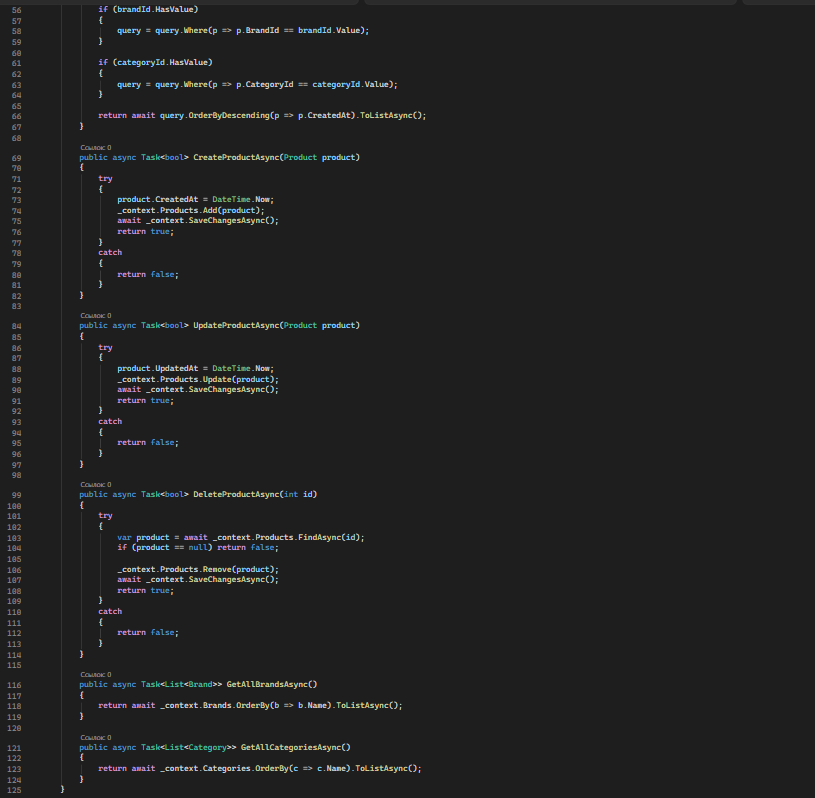 56 if (brandId.HasValue)
57 {
58 query = query.Where(p => p.BrandId == brandId.Value);
59 }
60
61 if (categoryId.HasValue)
62 {
63 query = query.Where(p => p.CategoryId == categoryId.Value);
64 }
65
66 return await query.OrderByDescending(p => p.CreatedAt).ToListAsync();
67 }
68
Ссылок: 0
69 public async Task<bool> CreateProductAsync(Product product)
70 {
71 try
72 {
73 product.CreatedAt = DateTime.Now;
74 _context.Products.Add(product);
75 await _context.SaveChangesAsync();
76 return true;
77 }
78 catch
79 {
80 return false;
81 }
82 }
83
Ссылок: 0
84 public async Task<bool> UpdateProductAsync(Product product)
85 {
86 try
87 {
88 product.UpdatedAt = DateTime.Now;
89 _context.Products.Update(product);
90 await _context.SaveChangesAsync();
91 return true;
92 }
93 catch
94 {
95 return false;
96 }
97 }
98
Ссылок: 0
99 public async Task<bool> DeleteProductAsync(int id)
100 {
101 try
102 {
103 var product = await _context.Products.FindAsync(id);
104 if (product == null) return false;
105
106 _context.Products.Remove(product);
107 await _context.SaveChangesAsync();
108 return true;
109 }
110 catch
111 {
112 return false;
113 }
114 }
115
Ссылок: 0
116 public async Task<List<Brand>> GetAllBrandsAsync()
117 {
118 return await _context.Brands.OrderBy(b => b.Name).ToListAsync();
119 }
120
Ссылок: 0
121 public async Task<List<Category>> GetAllCategoriesAsync()
122 {
123 return await _context.Categories.OrderBy(c => c.Name).ToListAsync();
124 }
125 }